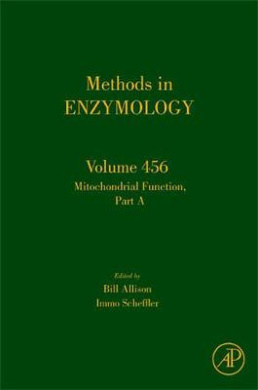 Methods in
ENZYMOLOGY
Volume 456
Mitochondrial Function,
Part A
Edited by
Bill Allison
Immo Scheffler
AP